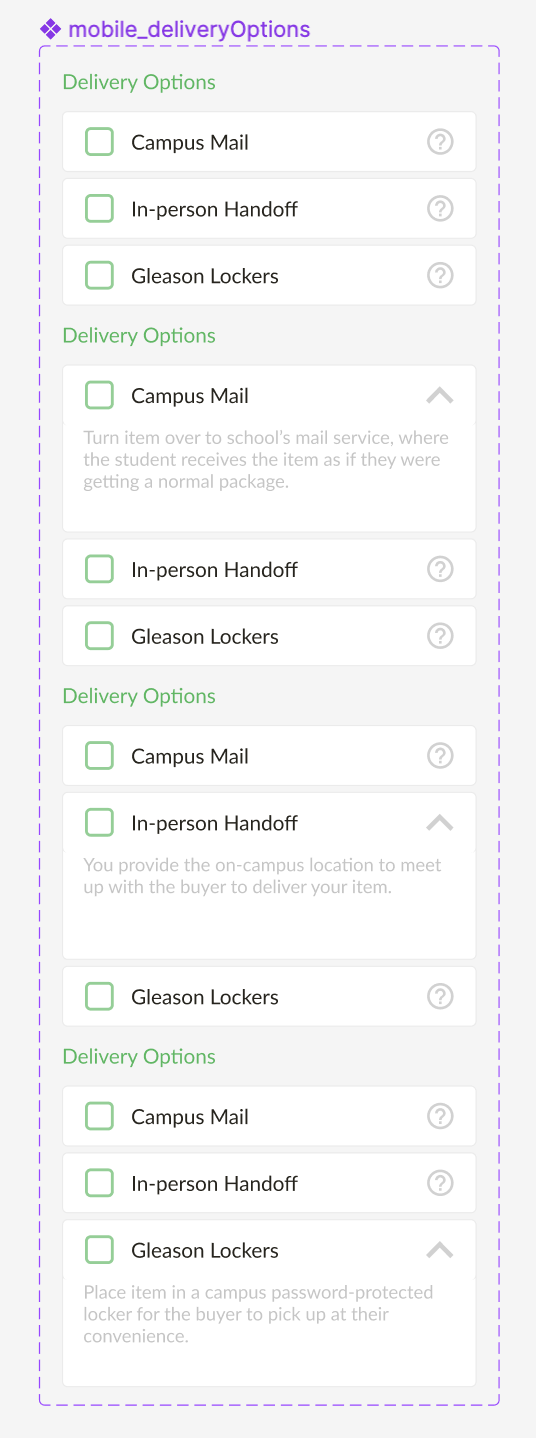 mobile_deliveryOptions
Delivery Options
Campus Mail
In-person Handoff
Gleason Lockers
Delivery Options
Campus Mail
Turn item over to school's mail service, where
the student receives the item as if they were
getting a normal package.
In-person Handoff
Gleason Lockers
Delivery Options
Campus Mail
In-person Handoff
You provide the on-campus location to meet
up with the buyer to deliver your item.
Gleason Lockers
Delivery Options
Campus Mail
In-person Handoff
Gleason Lockers
Place item in a campus password-protected
locker for the buyer to pick up at their
convenience.